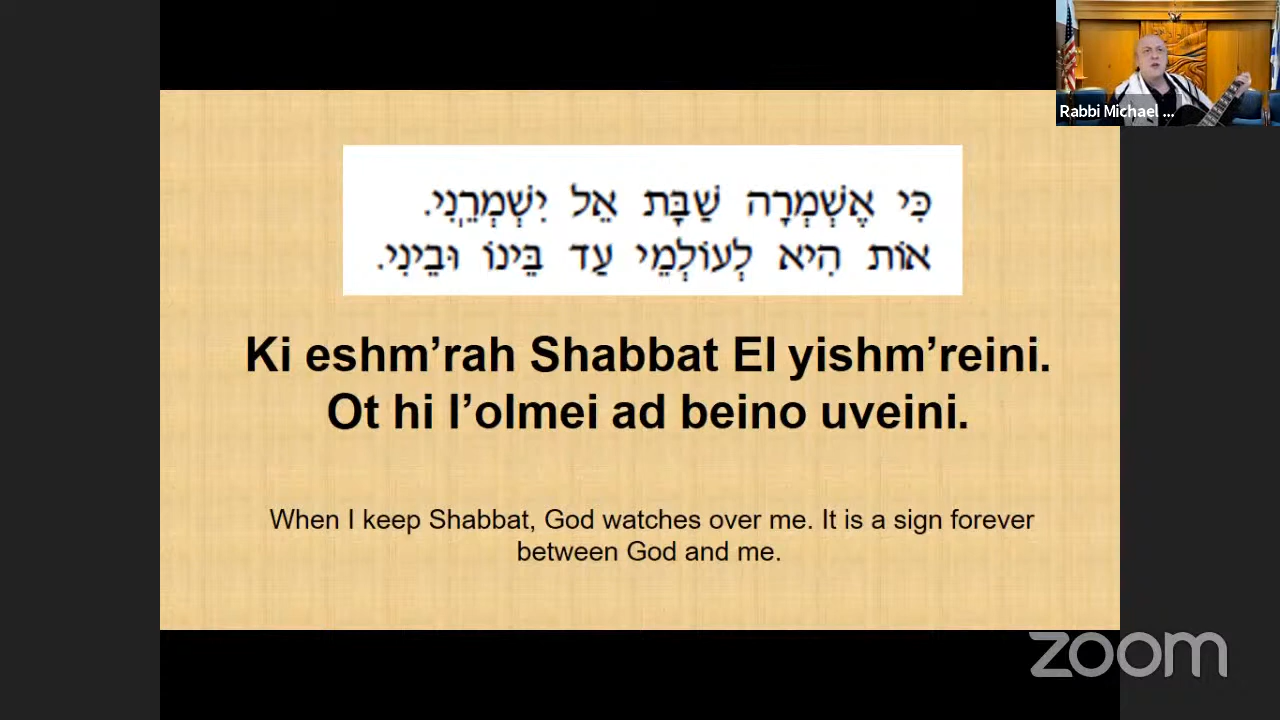 Rabbi Michael ...
כִּי אֶשְׁמְרָה שַׁבָּת אֵל יִשְׁמְרֵֽנִי.
אוֹת הִיא לְעוֹלְמֵי עַד בֵּינוֹ וּבֵינִי.
Ki eshm’rah Shabbat El yishm’reini.
Ot hi l’olmei ad beino uveini.
When I keep Shabbat, God watches over me. It is a sign forever
between God and me.
zoom